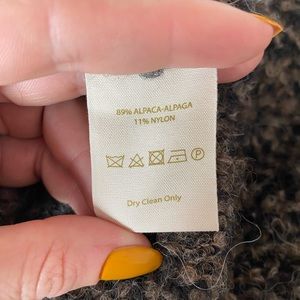 89% ALPACA-ALPAGA
11% NYLON
P
Dry Clean Only